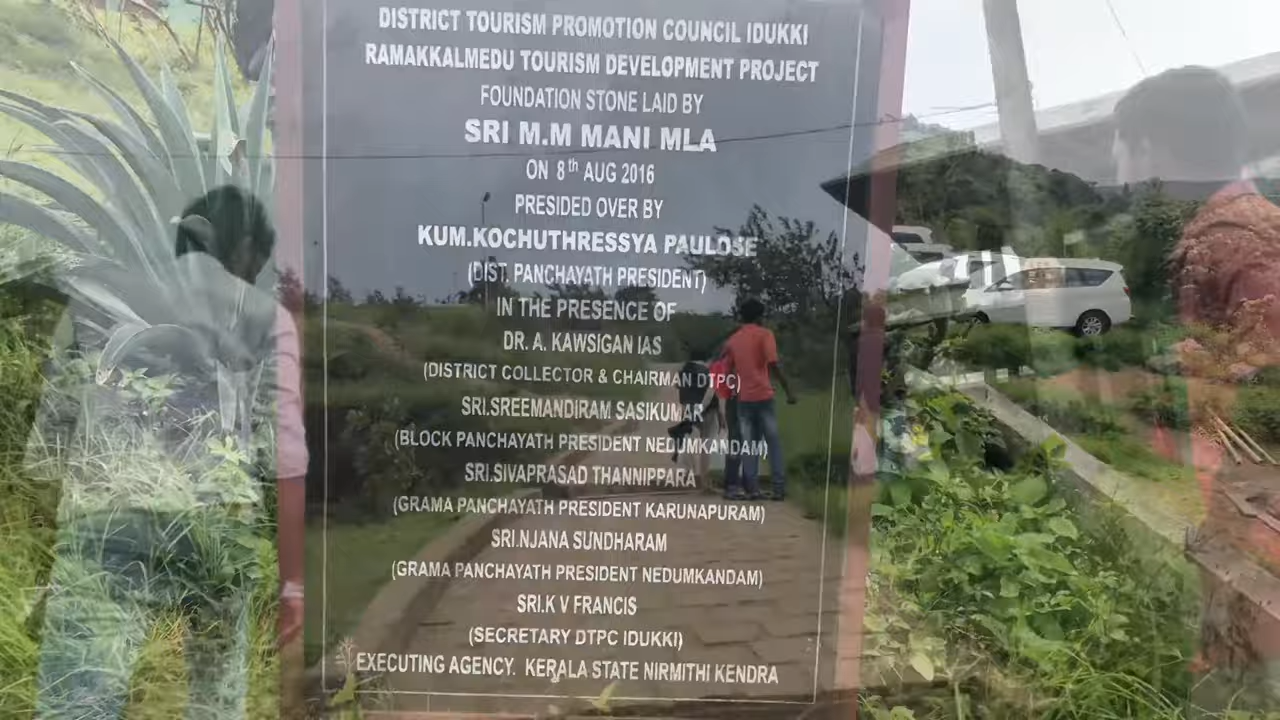 DISTRICT TOURISM PROMOTION COUNCIL IDUKKI
RAMAKKALMEDU TOURISM DEVELOPMENT PROJECT
FOUNDATION STONE LAID BY
SRI M.M MANI MLA
ON 8th AUG 2016
PRESIDED OVER BY
KUM.KOCHUTHRESSYA PAULOSE
(DIST. PANCHAYATH PRESIDENT)
IN THE PRESENCE OF
DR. A. KAWSIGAN IAS
(DISTRICT COLLECTOR & CHAIRMAN DTPC)
SRI.SREEMANDIRAM SASIKUMAR
(BLOCK PANCHAYATH PRESIDENT NEDUMKANDAM)
SRI.SIVAPRASAD THANNIPPARA
(GRAMA PANCHAYATH PRESIDENT KARUNAPURAM)
SRI.NJANA SUNDHARAM
(GRAMA PANCHAYATH PRESIDENT NEDUMKANDAM)
SRI.K V FRANCIS
(SECRETARY DTPC IDUKKI)
EXECUTING AGENCY. KERALA STATE NIRMITHI KENDRA